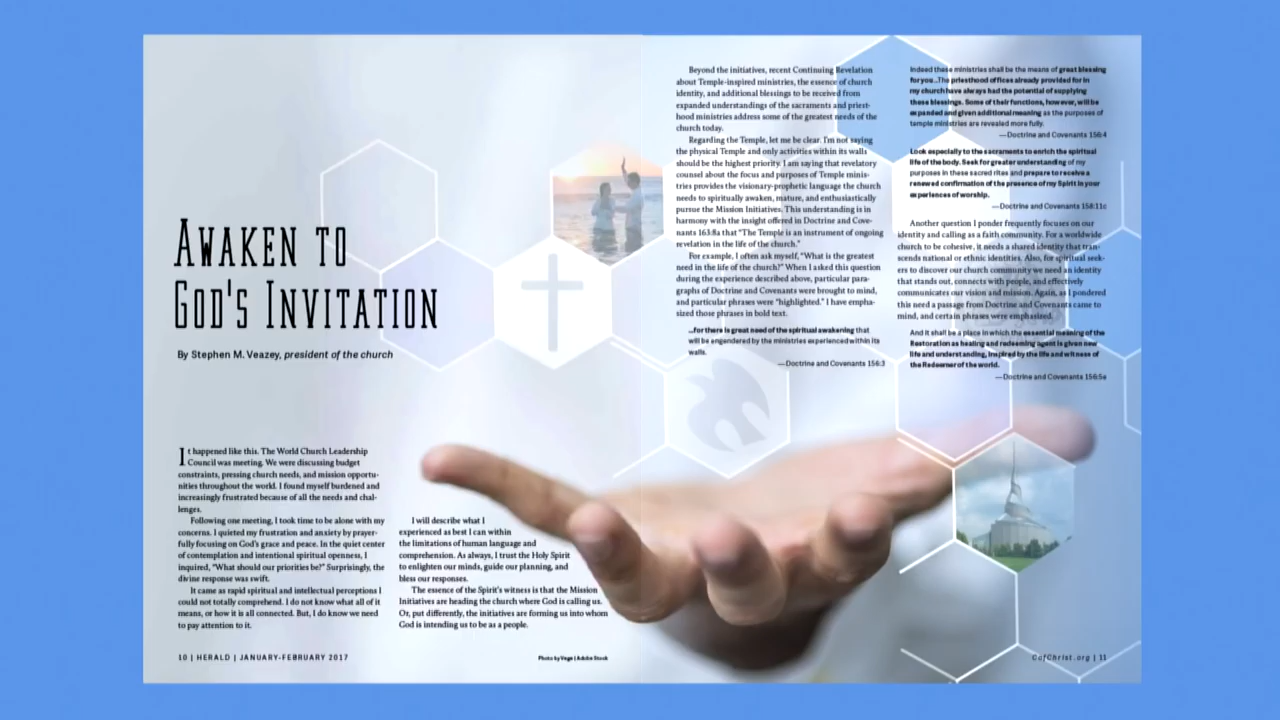 AWAKEN TO
GOD'S INVITATION
By Stephen M. Veazey, president of the church
It happened like this. The World Church Leadership
Council was meeting. We were discussing budget
constraints, pressing church needs, and mission opportu-
nities throughout the world. I found myself burdened and
increasingly frustrated because of all the needs and chal-
lenges.
Following one meeting, I took time to be alone with my
concerns. I quieted my frustration and anxiety by prayer-
fully focusing on God's grace and peace. In the quiet center
of contemplation and intentional spiritual openness, I
inquired, "What should our priorities be?" Surprisingly, the
divine response was swift.
It came as rapid spiritual and intellectual perceptions I
could not totally comprehend. I do not know what all of it
means, or how it is all connected. But, I do know we need
to pay attention to it.
I will describe what I
experienced as best I can within
the limitations of human language and
comprehension. As always, I trust the Holy Spirit
to enlighten our minds, guide our planning, and
bless our responses.
The essence of the Spirit's witness is that the Mission
Initiatives are heading the church where God is calling us.
Or, put differently, the initiatives are forming us into whom
God is intending us to be as a people.
10 | HERALD | JANUARY-FEBRUARY 2017
Photo by Vege | Adobe Stock
Beyond the initiatives, recent Continuing Revelation
about Temple-inspired ministries, the essence of church
identity, and additional blessings to be received from
expanded understandings of the sacraments and priest-
hood ministries address some of the greatest needs of the
church today.
Regarding the Temple, let me be clear. I'm not saying
the physical Temple and only activities within its walls
should be the highest priority. I am saying that revelatory
counsel about the focus and purposes of Temple minis-
tries provides the visionary-prophetic language the church
needs to spiritually awaken, mature, and enthusiastically
pursue the Mission Initiatives. This understanding is in
harmony with the insight offered in Doctrine and Cove-
nants 163:8a that "The Temple is an instrument of ongoing
revelation in the life of the church."
For example, I often ask myself, "What is the greatest
need in the life of the church?" When I asked this question
during the experience described above, particular para-
graphs of Doctrine and Covenants were brought to mind,
and particular phrases were "highlighted." I have empha-
sized those phrases in bold text.
...for there is great need of the spiritual awakening that
will be engendered by the ministries experienced within its
walls.
—Doctrine and Covenants 156:3
Indeed these ministries shall be the means of great blessing
for you...The priesthood offices already provided for in
my church have always had the potential of supplying
these blessings. Some of their functions, however, will be
expanded and given additional meaning as the purposes of
temple ministries are revealed more fully.
—Doctrine and Covenants 156:4
Look especially to the sacraments to enrich the spiritual
life of the body. Seek for greater understanding of my
purposes in these sacred rites and prepare to receive a
renewed confirmation of the presence of my Spirit in your
experiences of worship.
—Doctrine and Covenants 158:11c
Another question I ponder frequently focuses on our
identity and calling as a faith community. For a worldwide
church to be cohesive, it needs a shared identity that tran-
scends national or ethnic identities. Also, for spiritual seek-
ers to discover our church community we need an identity
that stands out, connects with people, and effectively
communicates our vision and mission. Again, as I pondered
this need a passage from Doctrine and Covenants came to
mind, and certain phrases were emphasized.
And it shall be a place in which the essential meaning of the
Restoration as healing and redeeming agent is given new
life and understanding, inspired by the life and witness of
the Redeemer of the world.
—Doctrine and Covenants 156:5a
CofChrist.org | 11